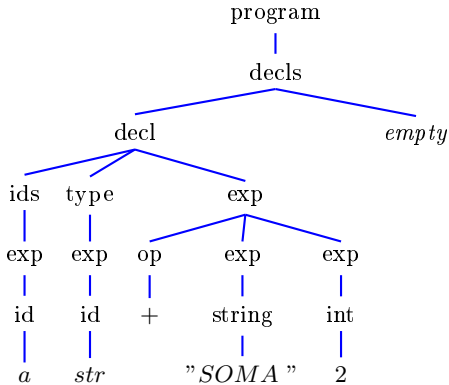 program
decls
decl empty
ids type exp
exp exp op exp exp
id id + string int
a str "SOMA " 2